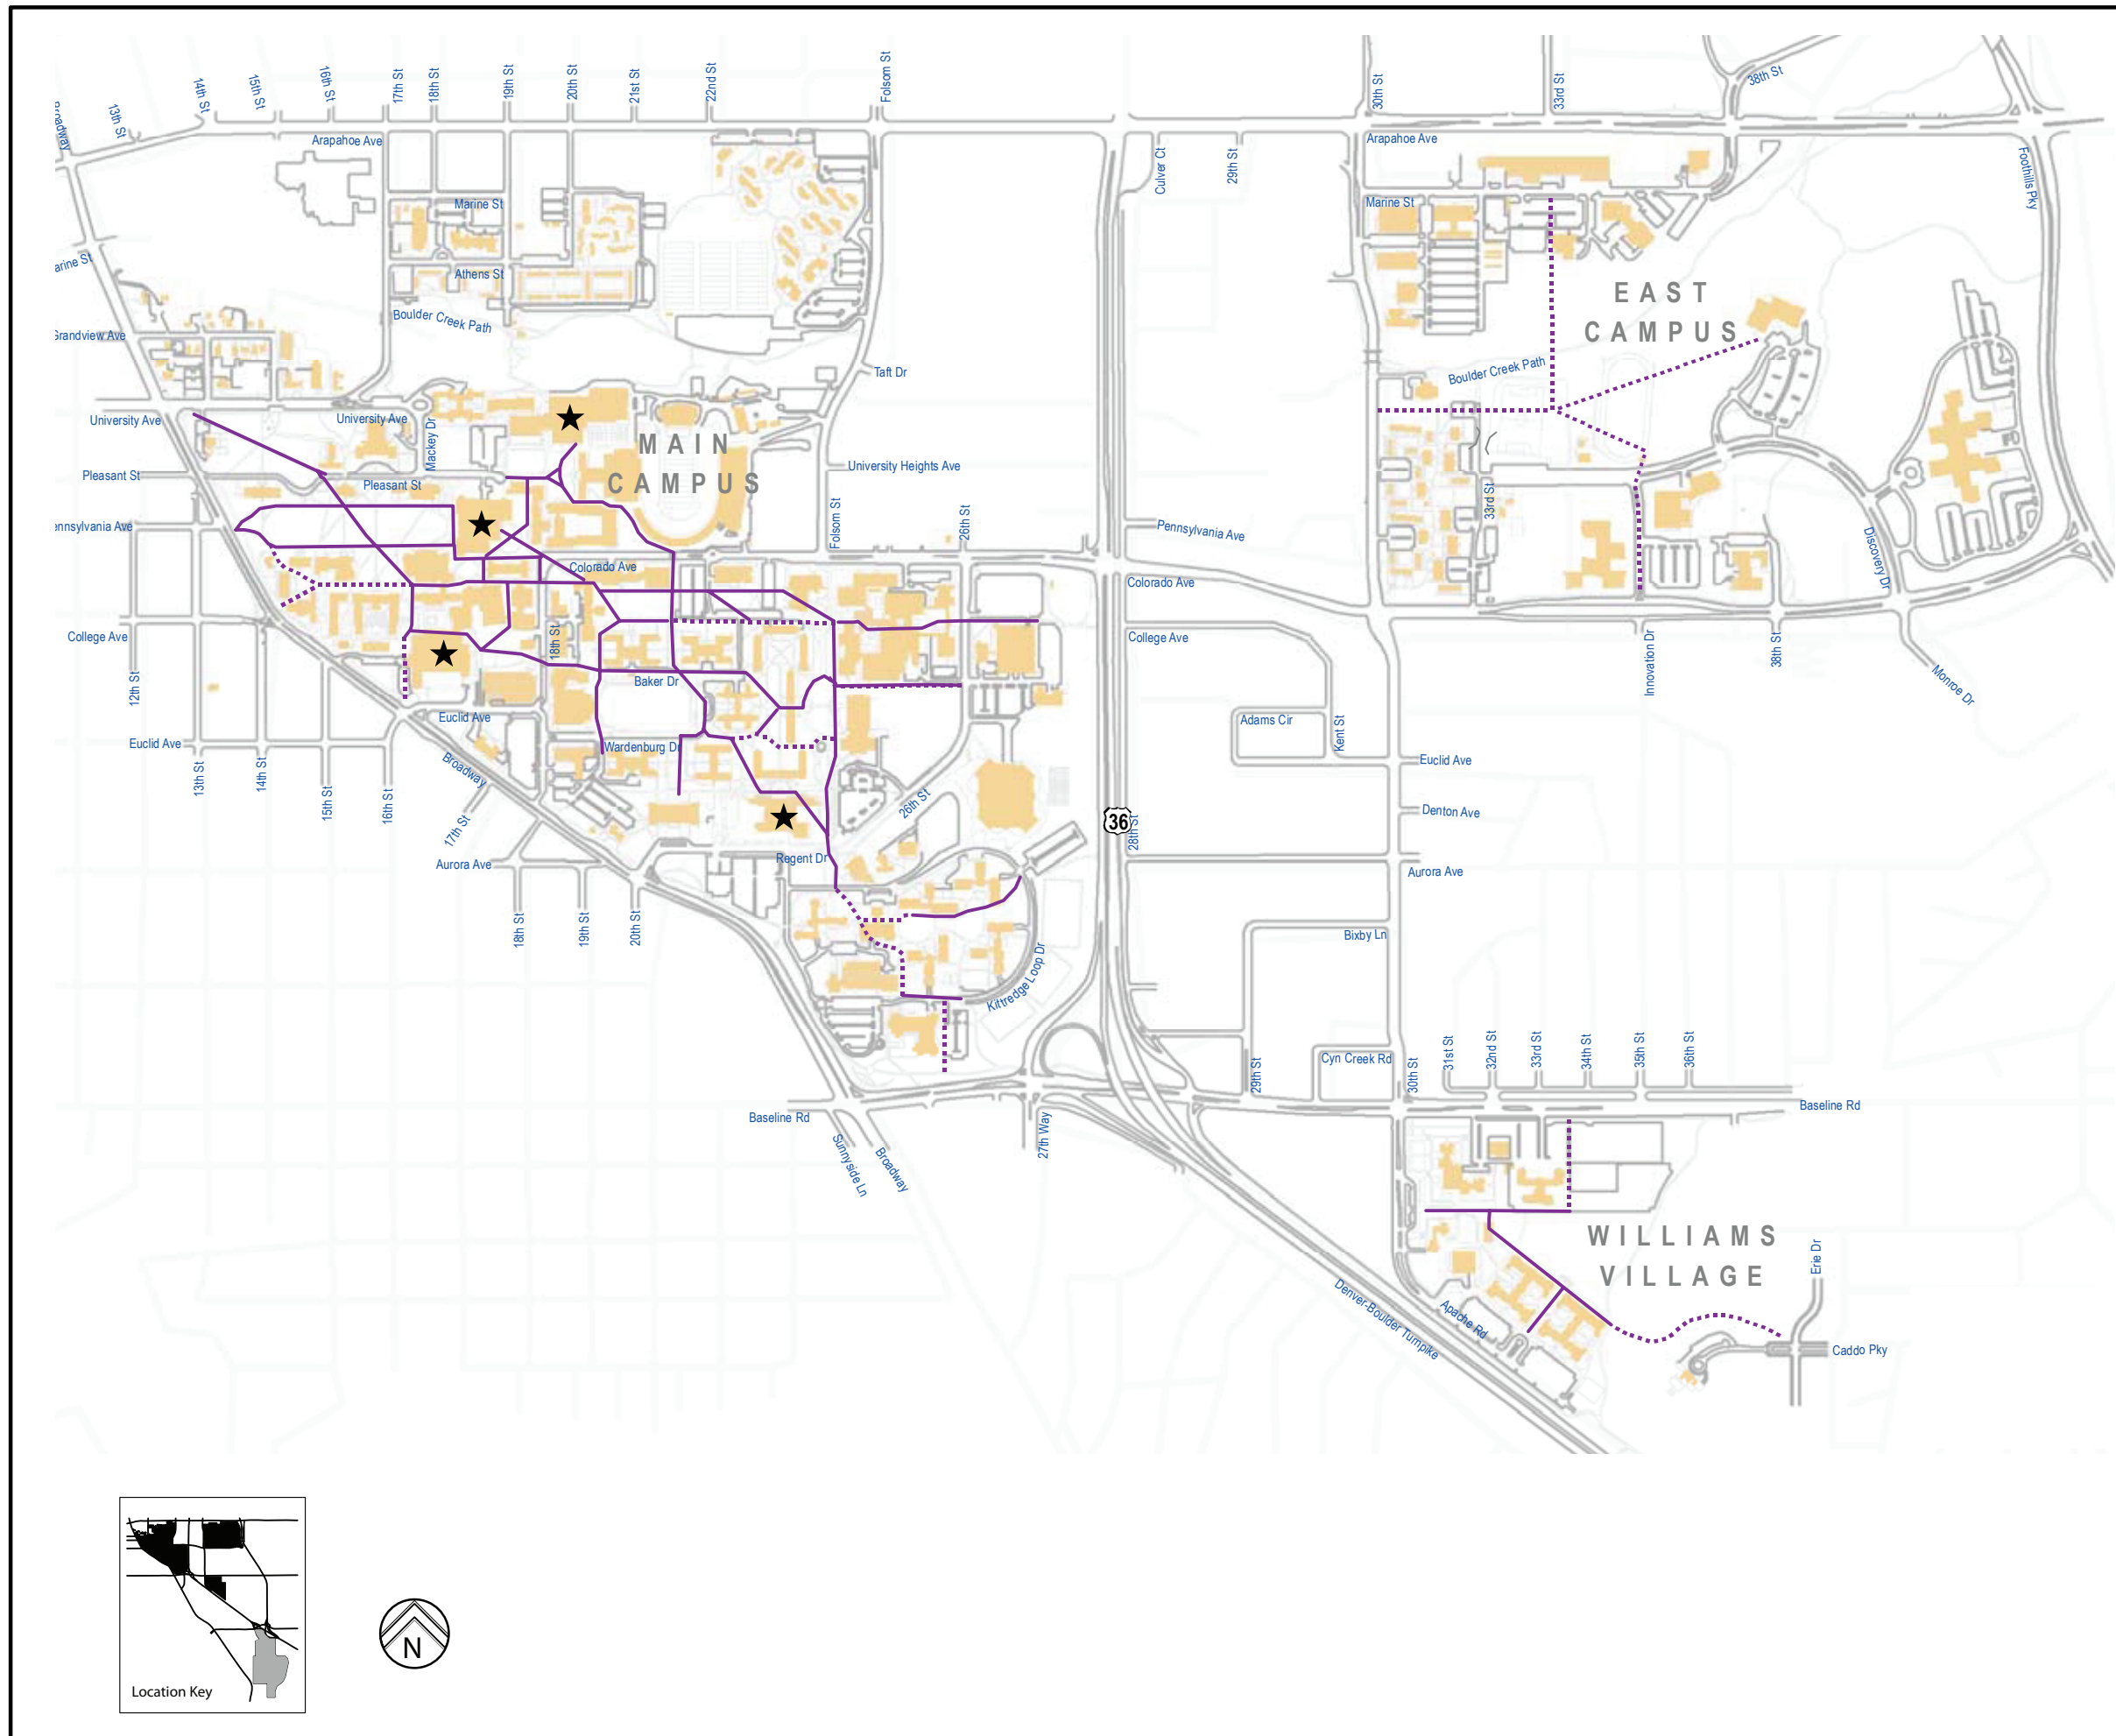 14th St
15th St
16th St
17th St
18th St
19th St
20th St
21st St
22nd St
Folsom St
30th St
33rd St
38th St
Broadway
13th St
Arapahoe Ave
Arapahoe Ave
Culver Ct
29th St
Foothills Pky
Marine St
Marine St
arine St
Athens St
EAST
CAMPUS
Boulder Creek Path
Grandview Ave
Boulder Creek Path
Taft Dr
University Ave
University Ave
Mackey Dr
MAIN
CAMPUS
University Heights Ave
Pleasant St
Pleasant St
33rd St
Folsom St
26th St
ennsylvania Ave
Pennsylvania Ave
Discovery Dr
Colorado Ave
Colorado Ave
College Ave
18th St
College Ave
12th St
Baker Dr
Innovation Dr
38th St
Monroe Dr
Euclid Ave
Adams Cir
Kent St
Euclid Ave
Wardenburg Dr
Broadway
Euclid Ave
13th St
14th St
15th St
16th St
17th St
26th St
36
28th St
Denton Ave
Aurora Ave
Regent Dr
Aurora Ave
18th St
19th St
20th St
Bixby Ln
Kittredge Loop Dr
29th St
Cyn Creek Rd
30th St
31st St
32nd St
33rd St
34th St
35th St
36th St
Baseline Rd
Baseline Rd
Sunnyside Ln
Broadway
27th Way
WILLIAMS
VILLAGE
Erie Dr
Denver-Boulder Turnpike
Apache Rd
Caddo Pky
Location Key
N